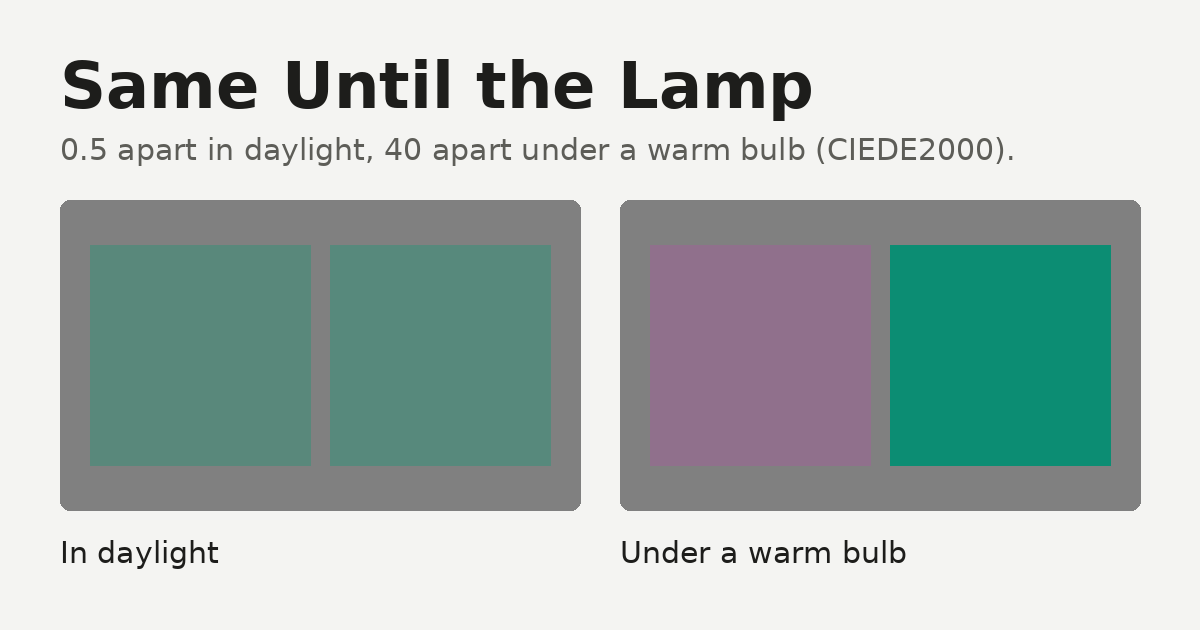 Same Until the Lamp
0.5 apart in daylight, 40 apart under a warm bulb (CIEDE2000).
In daylight
Under a warm bulb